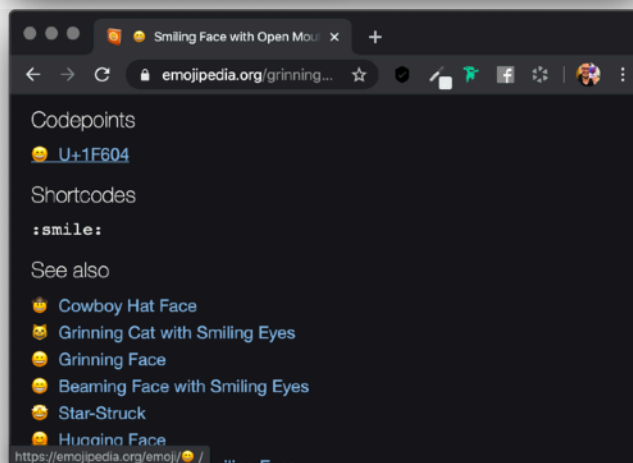 Smiling Face with Open Mou
emojipedia.org/grinning...
Codepoints
😄 U+1F604
Shortcodes
:smile:
See also
🤠 Cowboy Hat Face
😸 Grinning Cat with Smiling Eyes
😀 Grinning Face
😁 Beaming Face with Smiling Eyes
🤩 Star-Struck
🤗 Hugging Face
https://emojipedia.org/emoji/😄/